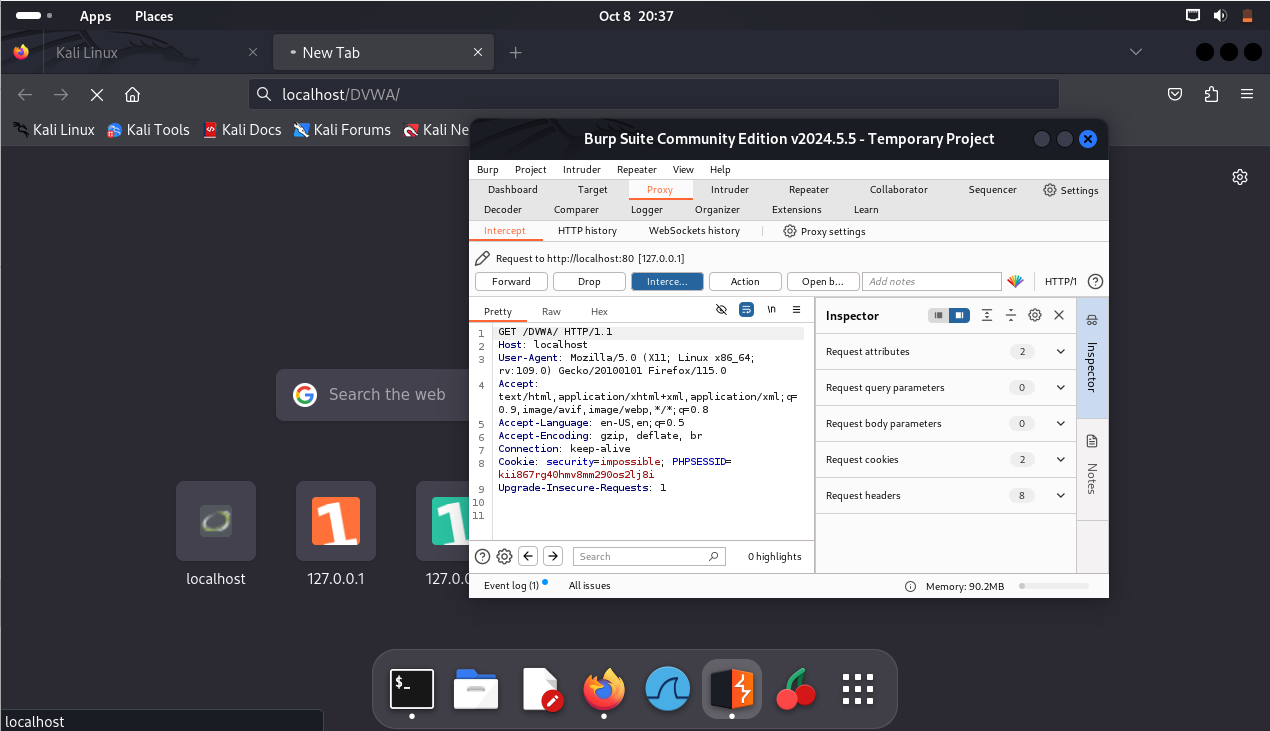 Apps Places Oct 8 20:37
Kali Linux New Tab
localhost/DVWA/
Kali Linux Kali Tools Kali Docs Kali Forums Kali Ne
Burp Suite Community Edition v2024.5.5 - Temporary Project
Burp Project Intruder Repeater View Help
Dashboard Target Proxy Intruder Repeater Collaborator Sequencer Settings
Decoder Comparer Logger Organizer Extensions Learn
Intercept HTTP history WebSockets history Proxy settings
Request to http://localhost:80 [127.0.0.1]
Forward Drop Interce... Action Open b... Add notes HTTP/1 ?
Pretty Raw Hex \n
1 GET /DVWA/ HTTP/1.1
2 Host: localhost
3 User-Agent: Mozilla/5.0 (X11; Linux x86_64;
rv:109.0) Gecko/20100101 Firefox/115.0
4 Accept:
text/html,application/xhtml+xml,application/xml;q=
0.9,image/avif,image/webp,*/*;q=0.8
5 Accept-Language: en-US,en;q=0.5
6 Accept-Encoding: gzip, deflate, br
7 Connection: keep-alive
8 Cookie: security=impossible; PHPSESSID=
kii867rg40hmv8mm290os2lj8i
9 Upgrade-Insecure-Requests: 1
10
11
? Search 0 highlights
Inspector
Request attributes 2
Request query parameters 0
Request body parameters 0
Request cookies 2
Request headers 8
Inspector
Notes
Event log (1) All issues Memory: 90.2MB
Search the web
1 1
localhost 127.0.0.1 127.0.0
$_
localhost